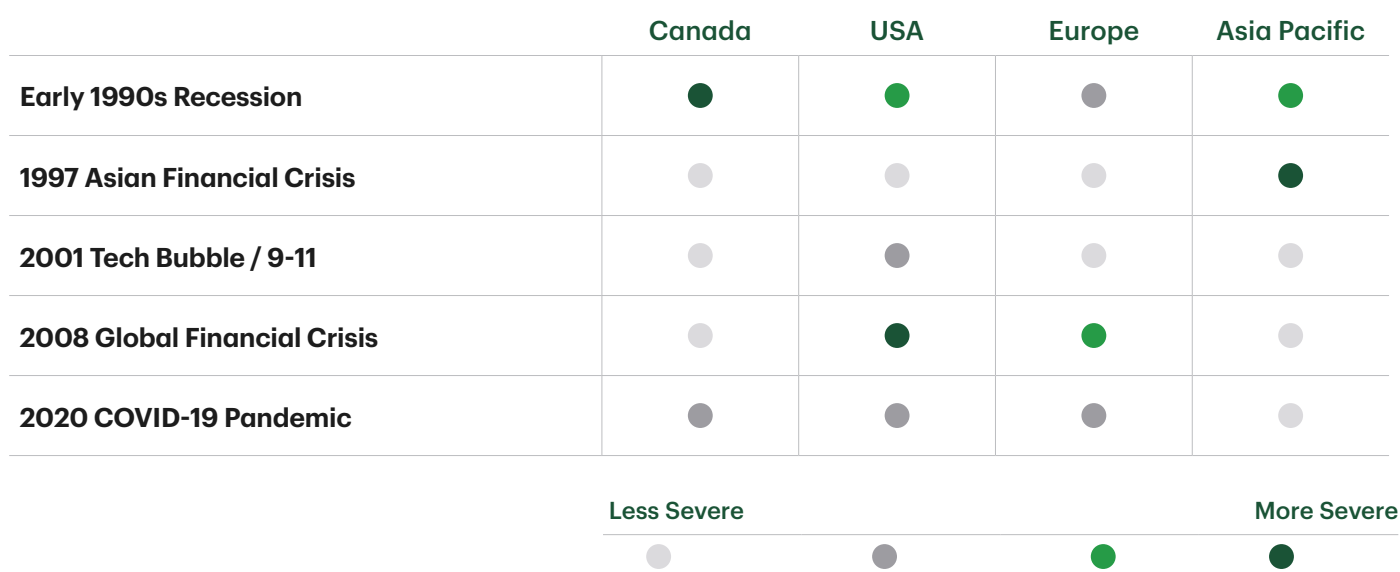 Canada USA Europe Asia Pacific
Early 1990s Recession
1997 Asian Financial Crisis
2001 Tech Bubble / 9-11
2008 Global Financial Crisis
2020 COVID-19 Pandemic
Less Severe More Severe